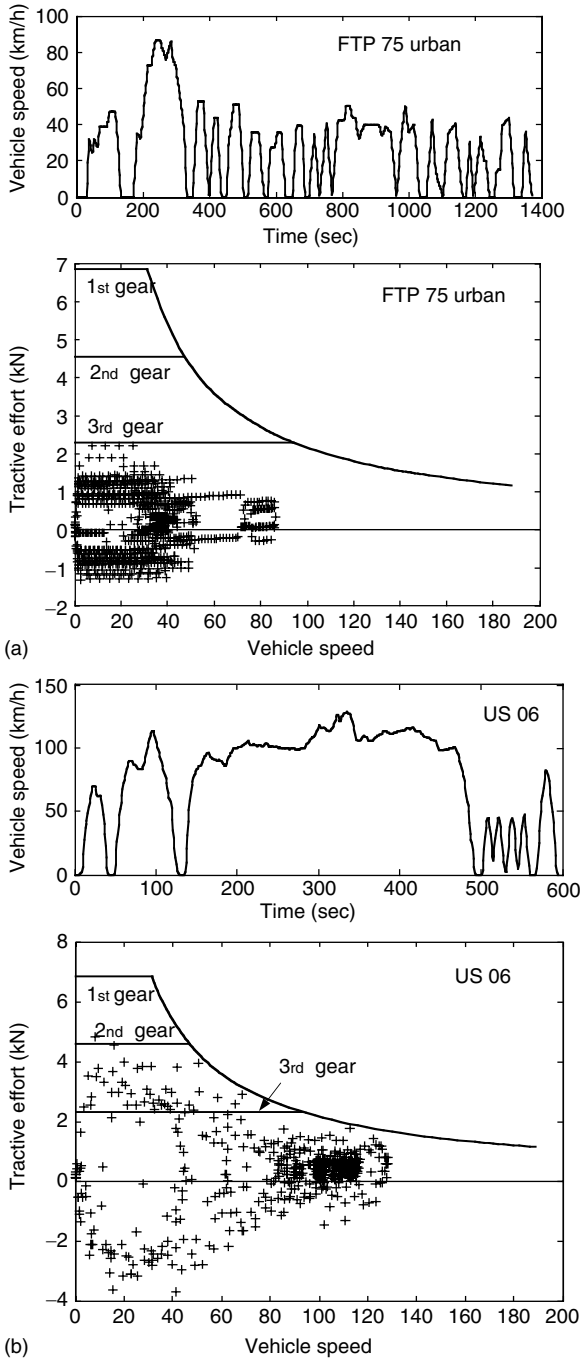 FTP 75 urban
Vehicle speed (km/h)
100
80
60
40
20
0
0 200 400 600 800 1000 1200 1400
Time (sec)
FTP 75 urban
Tractive effort (kN)
7
6
5
4
3
2
1
0
−1
−2
1st gear
2nd gear
3rd gear
0 20 40 60 80 100 120 140 160 180 200
Vehicle speed
(a)
US 06
Vehicle speed (km/h)
150
100
50
0
0 100 200 300 400 500 600
Time (sec)
US 06
Tractive effort (kN)
8
6
4
2
0
−2
−4
1st gear
2nd gear
3rd gear
0 20 40 60 80 100 120 140 160 180 200
Vehicle speed
(b)